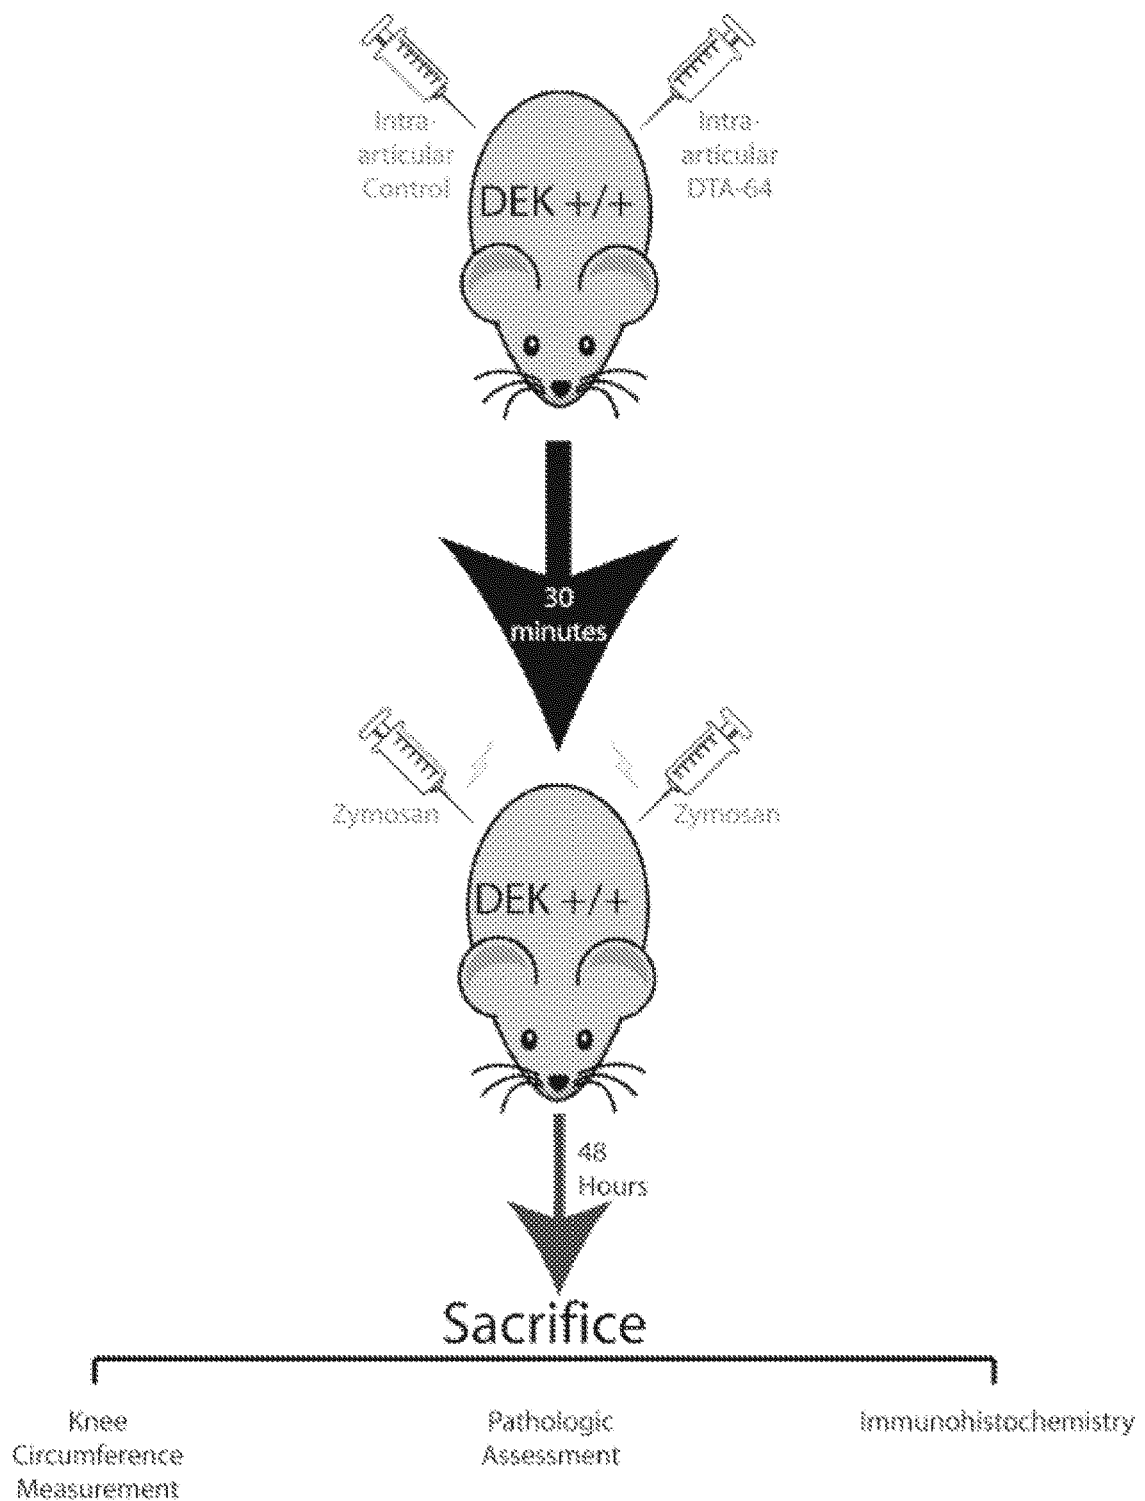 Intra-
articular
Control
Intra-
articular
DTA-64
DEK +/+
30
minutes
Zymosan
Zymosan
DEK +/+
48
Hours
Sacrifice
Knee
Circumference
Measurement
Pathologic
Assessment
Immunohistochemistry